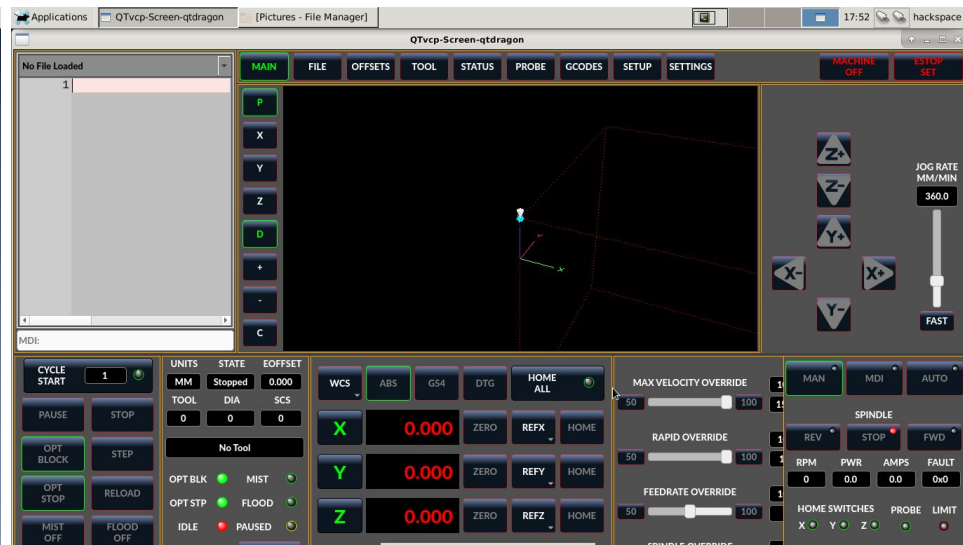 Applications
QTvcp-Screen-qtdragon
[Pictures - File Manager]
17:52
hackspace
QTvcp-Screen-qtdragon
No File Loaded
MAIN
FILE
OFFSETS
TOOL
STATUS
PROBE
GCODES
SETUP
SETTINGS
MACHINE
OFF
ESTOP
SET
1
P
X
Y
Z
D
+
-
C
Z+
Z-
Y+
X-
X+
Y-
JOG RATE
MM/MIN
360.0
FAST
MDI:
CYCLE
START
1
PAUSE
STOP
OPT
BLOCK
STEP
OPT
STOP
RELOAD
MIST
OFF
FLOOD
OFF
UNITS
STATE
EOFFSET
MM
Stopped
0.000
TOOL
DIA
SCS
0
0
0
No Tool
OPT BLK
MIST
OPT STP
FLOOD
IDLE
PAUSED
WCS
ABS
G54
DTG
HOME
ALL
X
0.000
ZERO
REFX
HOME
Y
0.000
ZERO
REFY
HOME
Z
0.000
ZERO
REFZ
HOME
MAX VELOCITY OVERRIDE
50
100
RAPID OVERRIDE
50
100
FEEDRATE OVERRIDE
50
100
MAN
MDI
AUTO
SPINDLE
REV
STOP
FWD
RPM
PWR
AMPS
FAULT
0
0.0
0.0
0x0
HOME SWITCHES
PROBE
LIMIT
X
Y
Z